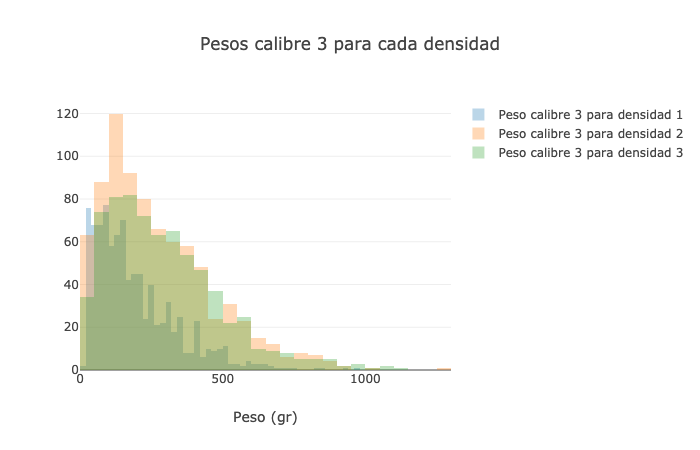 Pesos calibre 3 para cada densidad
Peso calibre 3 para densidad 1
Peso calibre 3 para densidad 2
Peso calibre 3 para densidad 3
120
100
80
60
40
20
0
0 500 1000
Peso (gr)